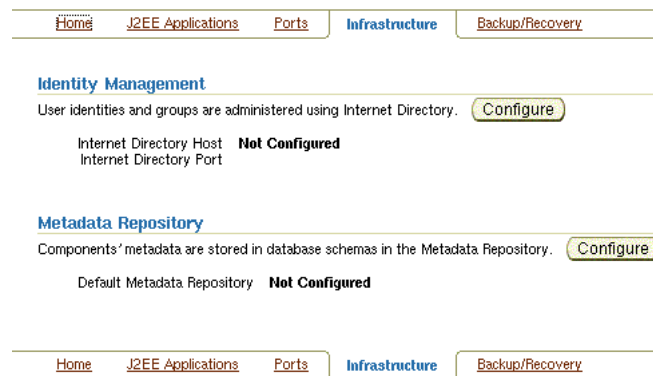 Home J2EE Applications Ports Infrastructure Backup/Recovery
Identity Management
User identities and groups are administered using Internet Directory. Configure
Internet Directory Host Not Configured
Internet Directory Port
Metadata Repository
Components' metadata are stored in database schemas in the Metadata Repository. Configure
Default Metadata Repository Not Configured
Home J2EE Applications Ports Infrastructure Backup/Recovery